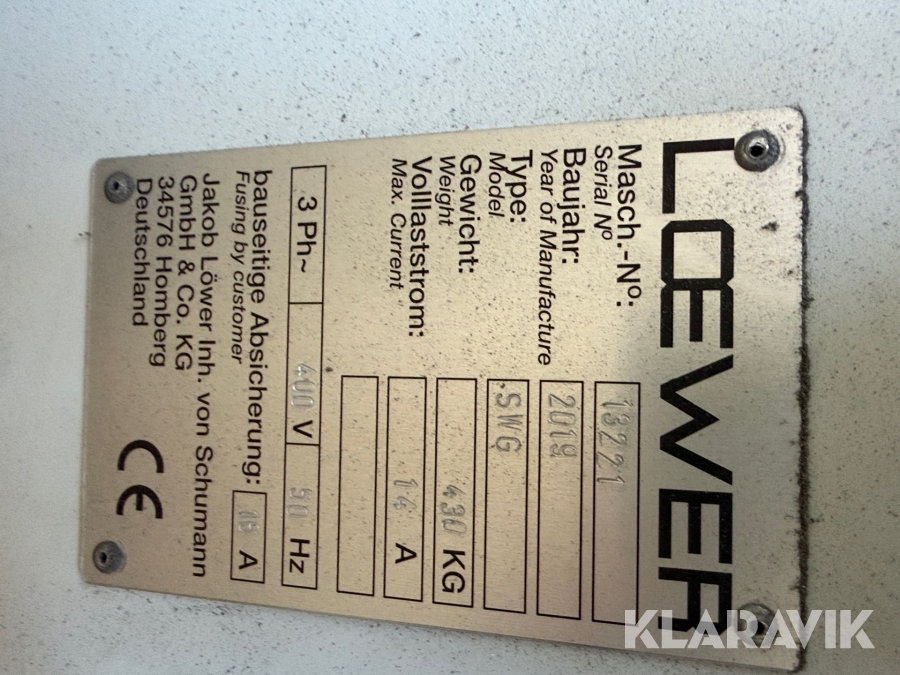 LŒWER
Masch.-Nº: 13221
Serial Nº
Baujahr: 2019
Year of Manufacture
Type: .SWG
Model
Gewicht: 430 KG
Weight
Vollaststrom: 14 A
Max. Current
3 Ph~ 400 V 50 Hz
bauseitige Absicherung: 16 A
Fusing by customer
Jakob Löwer Inh. von Schumann
GmbH & Co. KG
34576 Homberg
Deutschland
CE
KLARAVIK